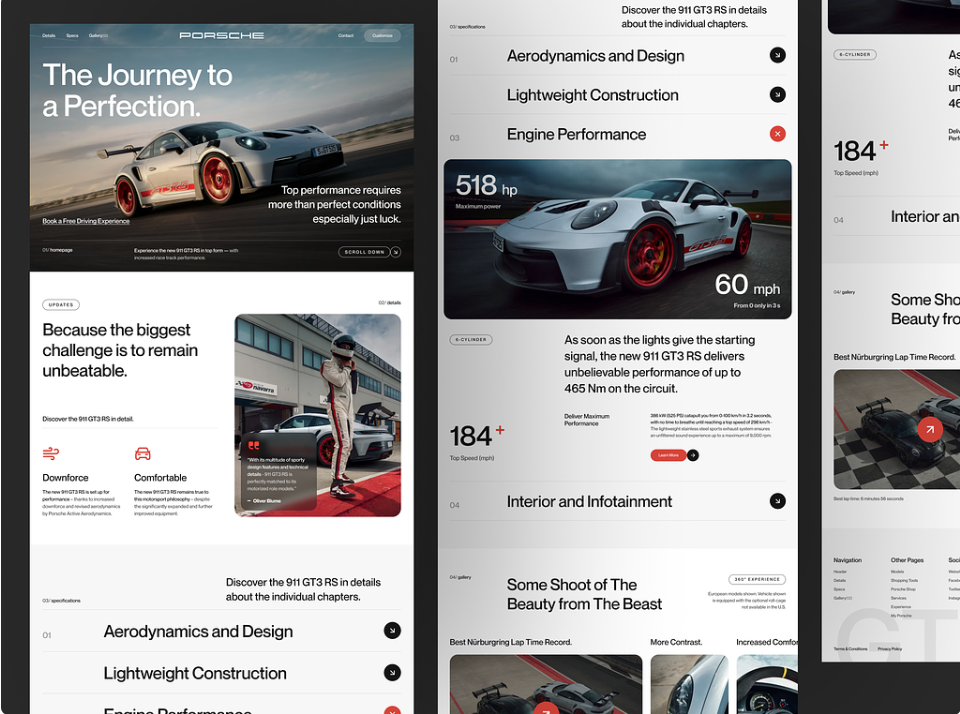 Details
Specs
Gallery
PORSCHE
Contact
Customize
The Journey to
a Perfection.
Top performance requires
more than perfect conditions
especially just luck.
Book a Free Driving Experience
01/ homepage
Experience the new 911 GT3 RS in top form — with
increased race track performance.
SCROLL DOWN
UPDATES
02/ details
Because the biggest
challenge is to remain
unbeatable.
Discover the 911 GT3 RS in detail.
Downforce
The new 911 GT3 RS is set up for
performance – thanks to increased
downforce and revised aerodynamics
by Porsche Active Aerodynamics.
Comfortable
The new 911 GT3 RS remains true to
this motorsport philosophy – despite
the significantly expanded and further
improved equipment.
navarra
"With its multitude of sporty
design features and technical
details - 911 GT3 RS is
perfectly matched to its
motorized role models."
— Oliver Blume
Discover the 911 GT3 RS in details
about the individual chapters.
03/ specifications
01
Aerodynamics and Design
Lightweight Construction
Engine Performance
Discover the 911 GT3 RS in details
about the individual chapters.
03/ specifications
01
Aerodynamics and Design
Lightweight Construction
03
Engine Performance
518 hp
Maximum power
60 mph
From 0 only in 3 s
6-CYLINDER
As soon as the lights give the starting
signal, the new 911 GT3 RS delivers
unbelievable performance of up to
465 Nm on the circuit.
184+
Top Speed (mph)
Deliver Maximum
Performance
386 kW (525 PS) catapult you from 0-100 km/h in 3.2 seconds,
with no time to breathe until reaching a top speed of 296 km/h -
The lightweight stainless steel sports exhaust system ensures
an unfiltered sound experience up to a maximum of 9,000 rpm.
Learn More
04
Interior and Infotainment
04/ gallery
Some Shoot of The
Beauty from The Beast
360° EXPERIENCE
European models shown. Vehicle shown
is equipped with the optional roll cage
not available in the U.S.
Best Nürburgring Lap Time Record.
More Contrast.
Increased Comfor
6-CYLINDER
As
sig
un
46
184+
Top Speed (mph)
Deliv
Perf
04
Interior an
04/ gallery
Some Sho
Beauty fro
Best Nürburgring Lap Time Record.
Best lap time: 6 minutes 56 seconds
Navigation
Header
Details
Specs
Gallery
Other Pages
Models
Shopping Tools
Porsche Shop
Services
Experience
My Porsche
Soci
GT
Terms & Conditions
Privacy Policy